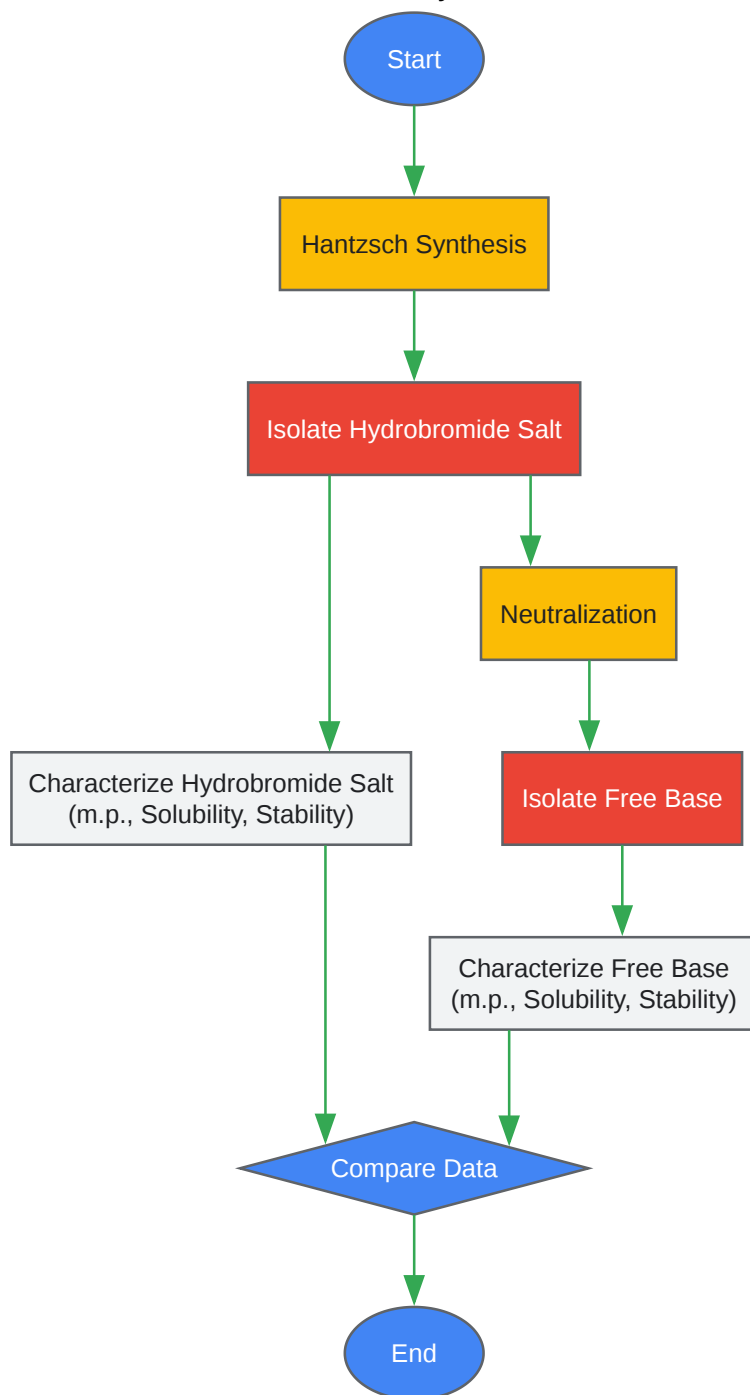 Start
Hantzsch Synthesis
Isolate Hydrobromide Salt
Neutralization
Characterize Hydrobromide Salt
(m.p., Solubility, Stability)
Isolate Free Base
Characterize Free Base
(m.p., Solubility, Stability)
Compare Data
End